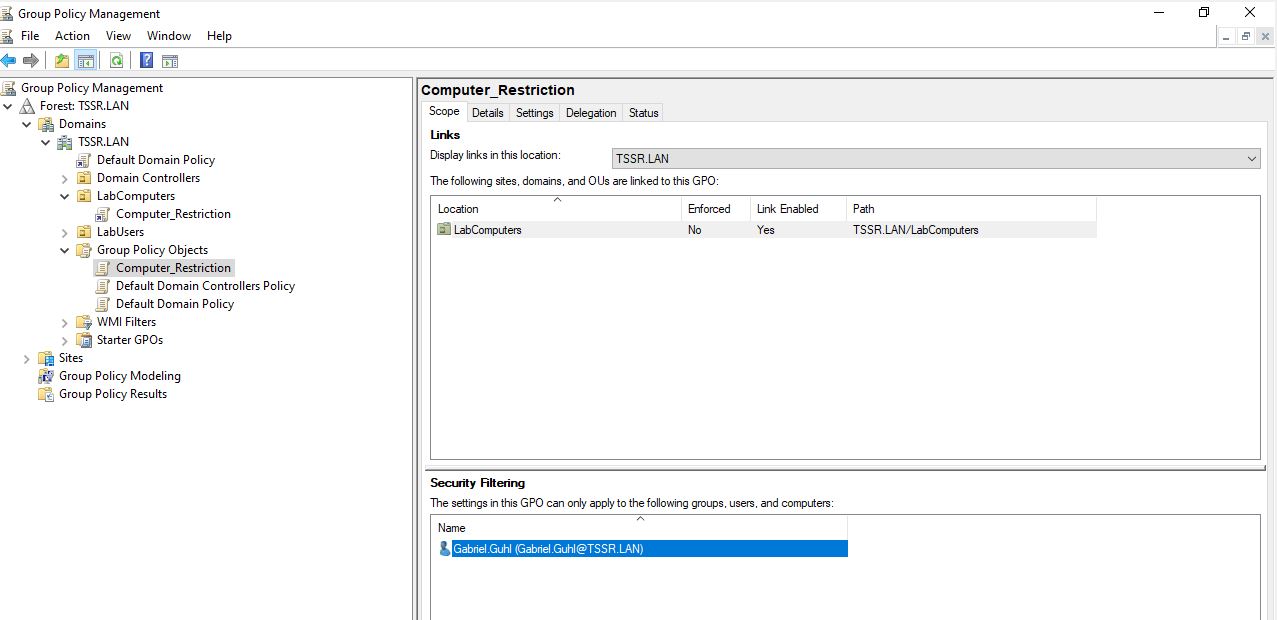 Group Policy Management
File Action View Window Help
Group Policy Management
Forest: TSSR.LAN
Domains
TSSR.LAN
Default Domain Policy
Domain Controllers
LabComputers
Computer_Restriction
LabUsers
Group Policy Objects
Computer_Restriction
Default Domain Controllers Policy
Default Domain Policy
WMI Filters
Starter GPOs
Sites
Group Policy Modeling
Group Policy Results
Computer_Restriction
Scope Details Settings Delegation Status
Links
Display links in this location: TSSR.LAN
The following sites, domains, and OUs are linked to this GPO:
Location Enforced Link Enabled Path
LabComputers No Yes TSSR.LAN/LabComputers
Security Filtering
The settings in this GPO can only apply to the following groups, users, and computers:
Name
Gabriel.Guhl (Gabriel.Guhl@TSSR.LAN)